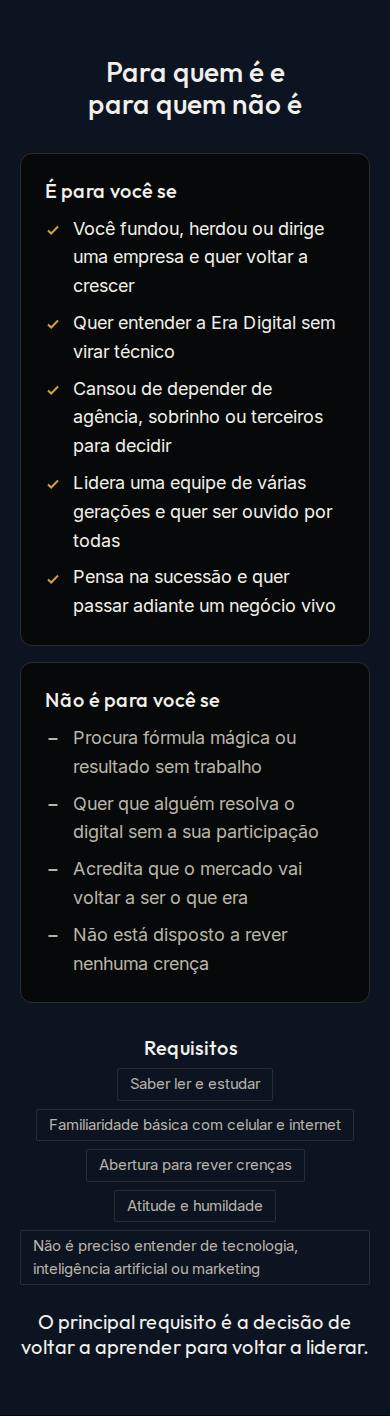 Para quem é e
para quem não é
É para você se
Você fundou, herdou ou dirige
uma empresa e quer voltar a
crescer
Quer entender a Era Digital sem
virar técnico
Cansou de depender de
agência, sobrinho ou terceiros
para decidir
Lidera uma equipe de várias
gerações e quer ser ouvido por
todas
Pensa na sucessão e quer
passar adiante um negócio vivo
Não é para você se
– Procura fórmula mágica ou
resultado sem trabalho
– Quer que alguém resolva o
digital sem a sua participação
– Acredita que o mercado vai
voltar a ser o que era
– Não está disposto a rever
nenhuma crença
Requisitos
Saber ler e estudar
Familiaridade básica com celular e internet
Abertura para rever crenças
Atitude e humildade
Não é preciso entender de tecnologia,
inteligência artificial ou marketing
O principal requisito é a decisão de
voltar a aprender para voltar a liderar.